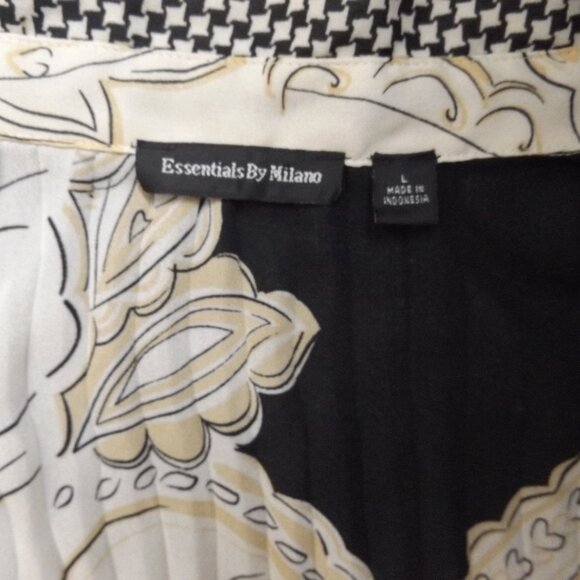 Essentials By Milano
L
MADE IN
INDONESIA